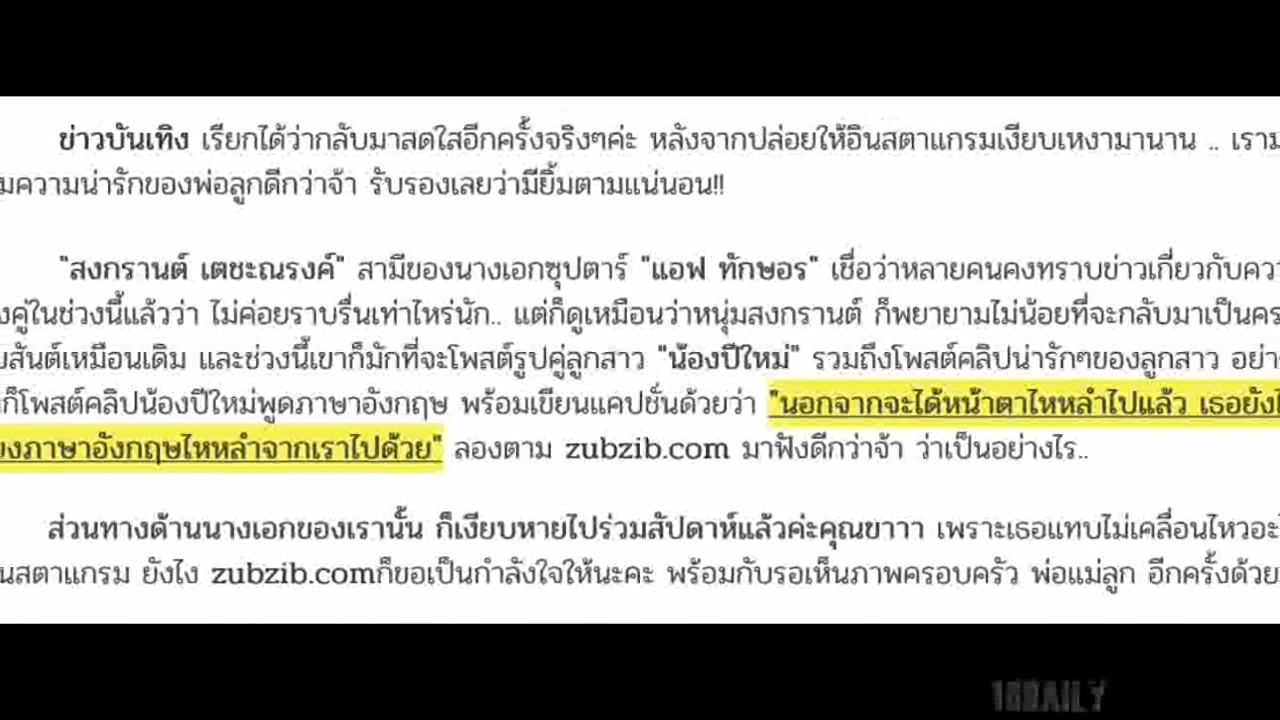 ข่าวบันเทิง เรียกได้ว่ากลับมาสดใสอีกครั้งจริงๆค่ะ หลังจากปล่อยให้อินสตาแกรมเงียบเหงามานาน .. เราม
มความน่ารักของพ่อลูกดีกว่าจ้า รับรองเลยว่ามียิ้มตามแน่นอน!!
"สงกรานต์ เตชะณรงค์" สามีของนางเอกซุปตาร์ "แอฟ ทักษอร" เชื่อว่าหลายคนคงทราบข่าวเกี่ยวกับควา
งคู่ในช่วงนี้แล้วว่า ไม่ค่อยราบรื่นเท่าไหร่นัก.. แต่ก็ดูเหมือนว่าหนุ่มสงกรานต์ ก็พยายามไม่น้อยที่จะกลับมาเป็นคร
มสันต์เหมือนเดิม และช่วงนี้เขาก็มักที่จะโพสต์รูปคู่ลูกสาว "น้องปีใหม่" รวมถึงโพสต์คลิปน่ารักๆของลูกสาว อย่า
ก็โพสต์คลิปน้องปีใหม่พูดภาษาอังกฤษ พร้อมเขียนแคปชั่นด้วยว่า "นอกจากจะได้หน้าตาไหหลำไปแล้ว เธอยังไ
ยงภาษาอังกฤษไหหลำจากเราไปด้วย" ลองตาม zubzib.com มาฟังดีกว่าจ้า ว่าเป็นอย่างไร..
ส่วนทางด้านนางเอกของเรานั้น ก็เงียบหายไปร่วมสัปดาห์แล้วค่ะคุณขาาา เพราะเธอแทบไม่เคลื่อนไหวอะไ
นสตาแกรม ยังไง zubzib.comก็ขอเป็นกำลังใจให้นะคะ พร้อมกับรอเห็นภาพครอบครัว พ่อแม่ลูก อีกครั้งด้วย